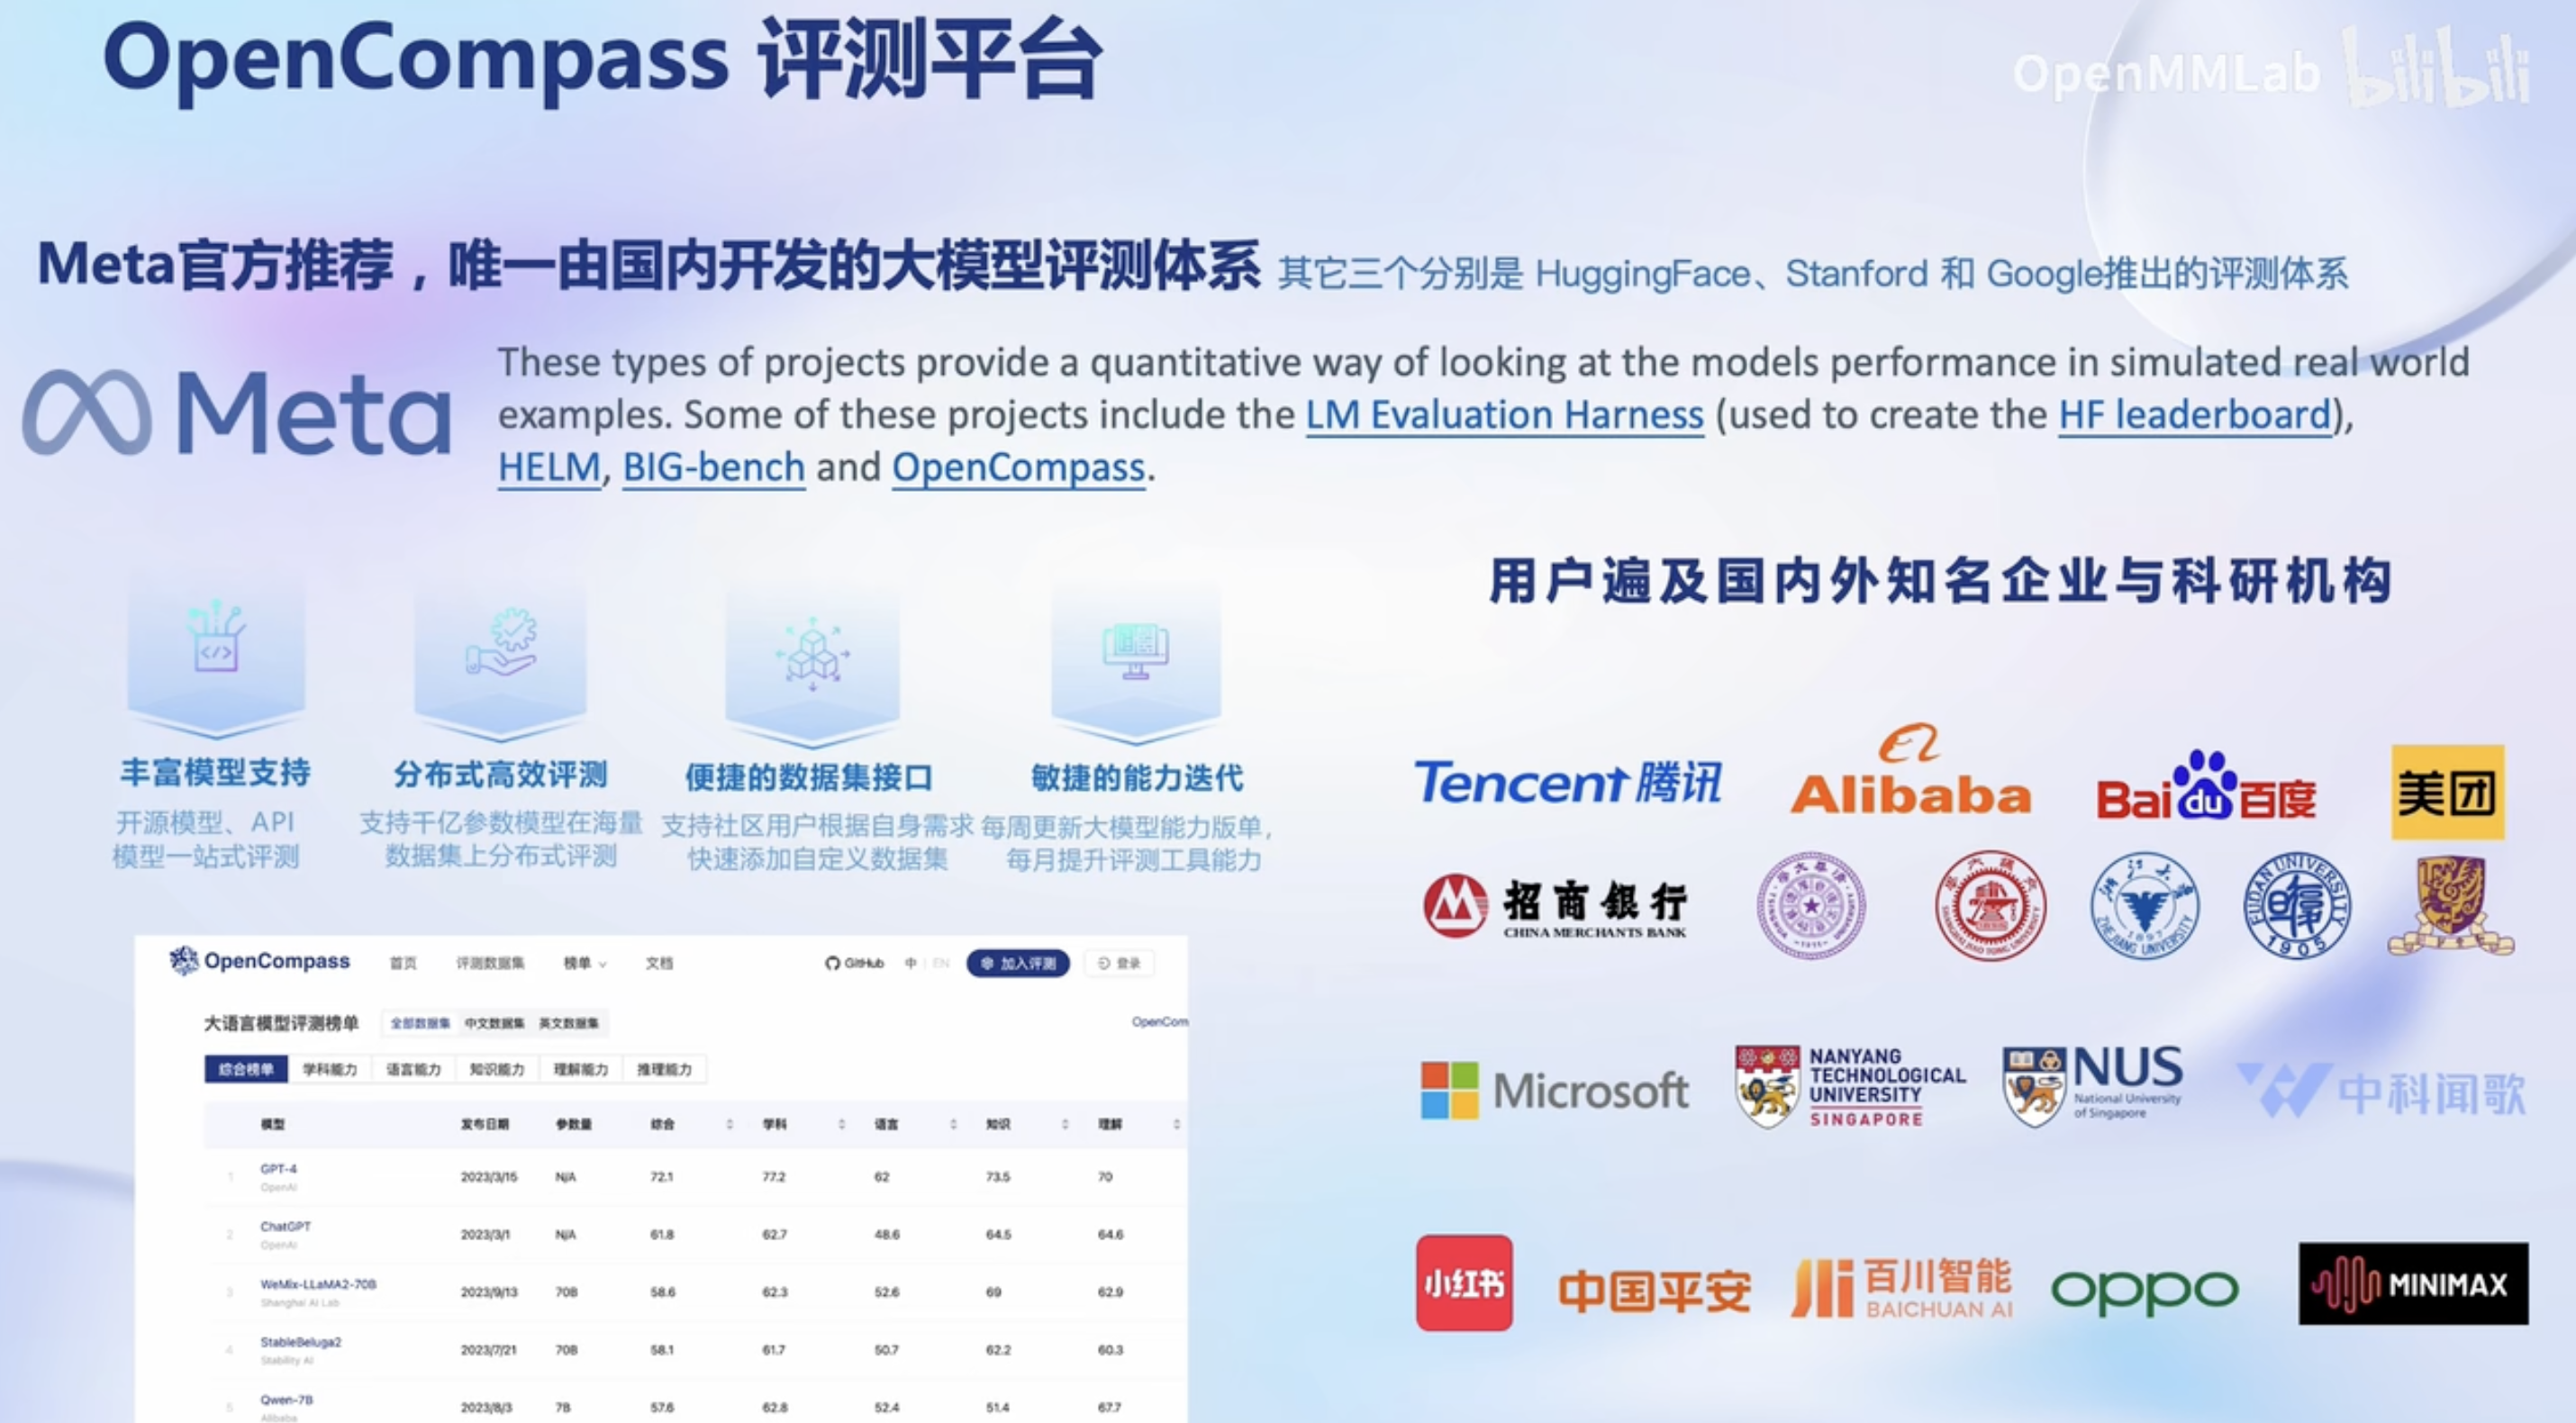 OpenCompass 评测平台
OpenMMLab bilibili
Meta官方推荐，唯一由国内开发的大模型评测体系 其它三个分别是 HuggingFace、Stanford 和 Google推出的评测体系
Meta
These types of projects provide a quantitative way of looking at the models performance in simulated real world
examples. Some of these projects include the LM Evaluation Harness (used to create the HF leaderboard),
HELM, BIG-bench and OpenCompass.
丰富模型支持
开源模型、API
模型一站式评测
分布式高效评测
支持千亿参数模型在海量
数据集上分布式评测
便捷的数据集接口
支持社区用户根据自身需求
快速添加自定义数据集
敏捷的能力迭代
每周更新大模型能力版单，
每月提升评测工具能力
OpenCompass 首页 评测数据集 榜单 文档 GitHub 中 | EN 加入评测 登录
大语言模型评测榜单 全部数据集 中文数据集 英文数据集 OpenCom
综合榜单 学科能力 语言能力 知识能力 理解能力 推理能力
模型 发布日期 参数量 综合 学科 语言 知识 理解
1 GPT-4 2023/3/15 N/A 72.1 77.2 62 73.5 70
OpenAI
2 ChatGPT 2023/3/1 N/A 61.8 62.7 48.6 64.5 64.6
OpenAI
3 WeMix-LLaMA2-70B 2023/9/13 70B 58.6 62.3 52.6 69 62.9
Shanghai AI Lab
4 StableBeluga2 2023/7/21 70B 58.1 61.7 50.7 62.2 60.3
Stability AI
5 Qwen-7B 2023/8/3 7B 57.6 62.8 52.4 51.4 67.7
Alibaba
用户遍及国内外知名企业与科研机构
Tencent 腾讯
Alibaba
Bai du 百度
美团
招商银行
CHINA MERCHANTS BANK
ZHEJIANG UNIVERSITY
1897
FUDAN UNIVERSITY
1905
Microsoft
NANYANG
TECHNOLOGICAL
UNIVERSITY
SINGAPORE
NUS
National University
of Singapore
中科闻歌
小红书
中国平安
百川智能
BAICHUAN AI
oppo
MINIMAX